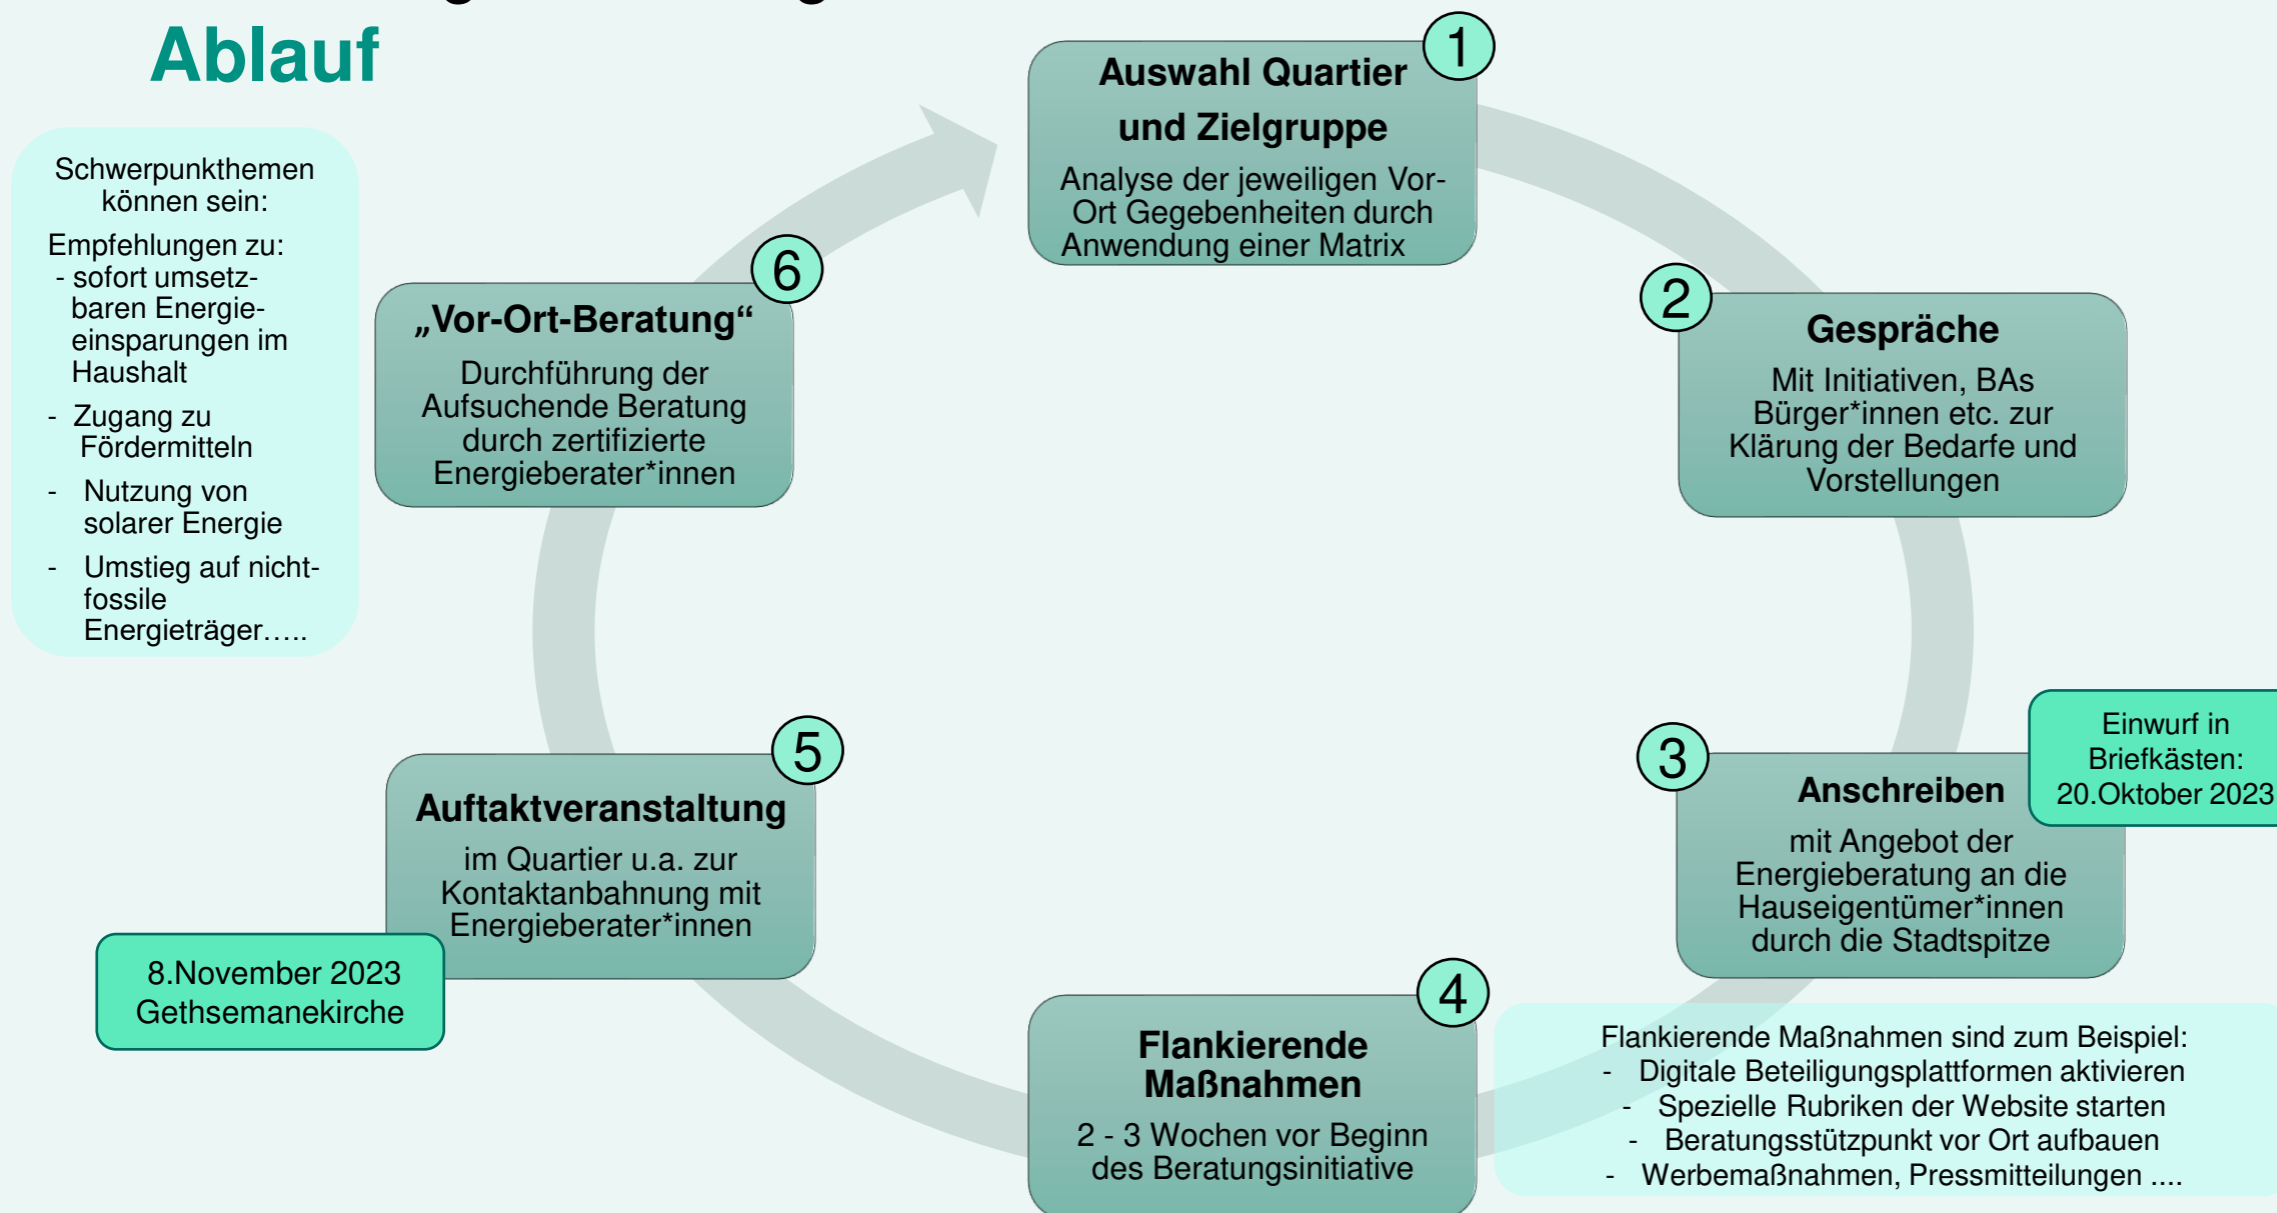 Ablauf
1
Auswahl Quartier
und Zielgruppe
Analyse der jeweiligen Vor-
Ort Gegebenheiten durch
Anwendung einer Matrix
2
Gespräche
Mit Initiativen, BAs
Bürger*innen etc. zur
Klärung der Bedarfe und
Vorstellungen
3
Anschreiben
mit Angebot der
Energieberatung an die
Hauseigentümer*innen
durch die Stadtspitze
Einwurf in
Briefkästen:
20.Oktober 2023
4
Flankierende
Maßnahmen
2 - 3 Wochen vor Beginn
des Beratungsinitiative
Flankierende Maßnahmen sind zum Beispiel:
- Digitale Beteiligungsplattformen aktivieren
- Spezielle Rubriken der Website starten
- Beratungsstützpunkt vor Ort aufbauen
- Werbemaßnahmen, Pressmitteilungen ....
5
Auftaktveranstaltung
im Quartier u.a. zur
Kontaktanbahnung mit
Energieberater*innen
8.November 2023
Gethsemanekirche
6
„Vor-Ort-Beratung“
Durchführung der
Aufsuchende Beratung
durch zertifizierte
Energieberater*innen
Schwerpunkthemen
können sein:
Empfehlungen zu:
- sofort umsetz-
baren Energie-
einsparungen im
Haushalt
- Zugang zu
Fördermitteln
- Nutzung von
solarer Energie
- Umstieg auf nicht-
fossile
Energieträger…..